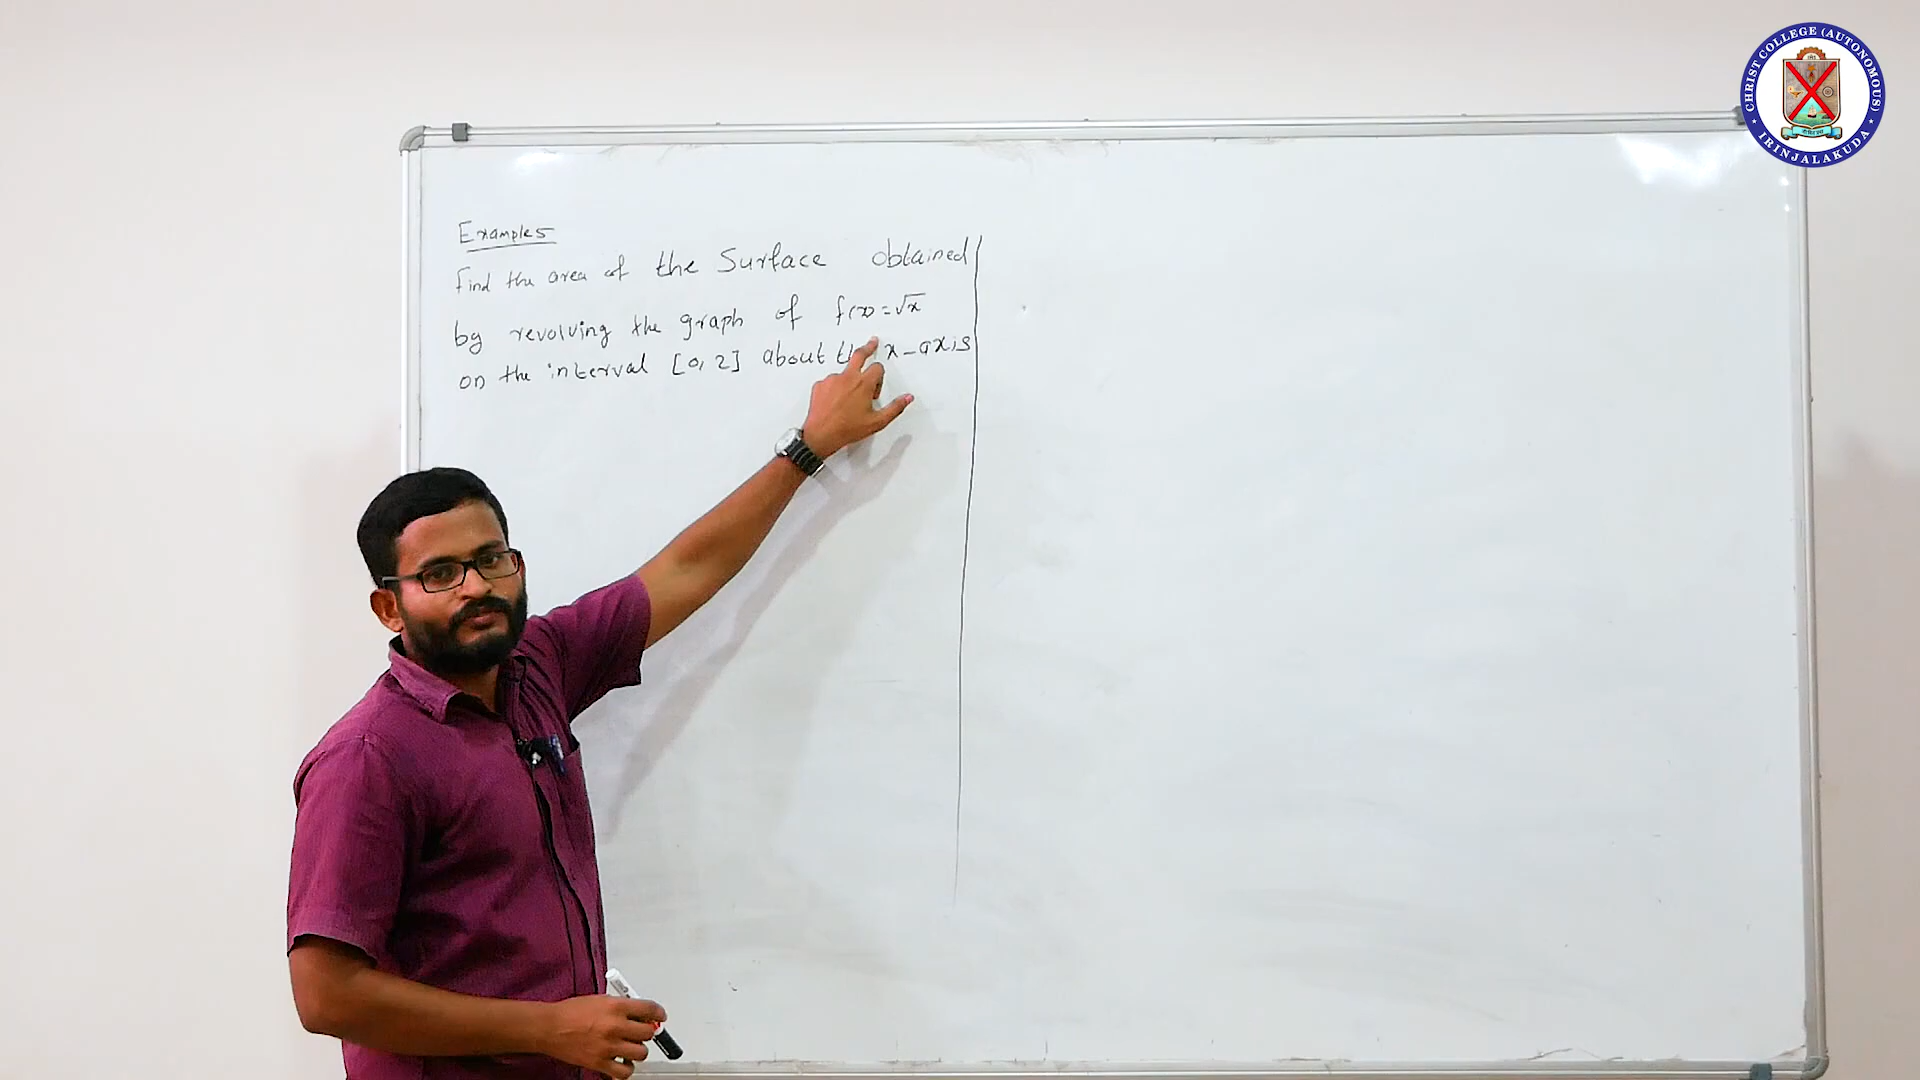 Examples
Find the area of the Surface obtained
by revolving the graph of f(x)=√x
on the interval [0, 2] about the x-axis
CHRIST COLLEGE (AUTONOMOUS)
IRINJALAKUDA